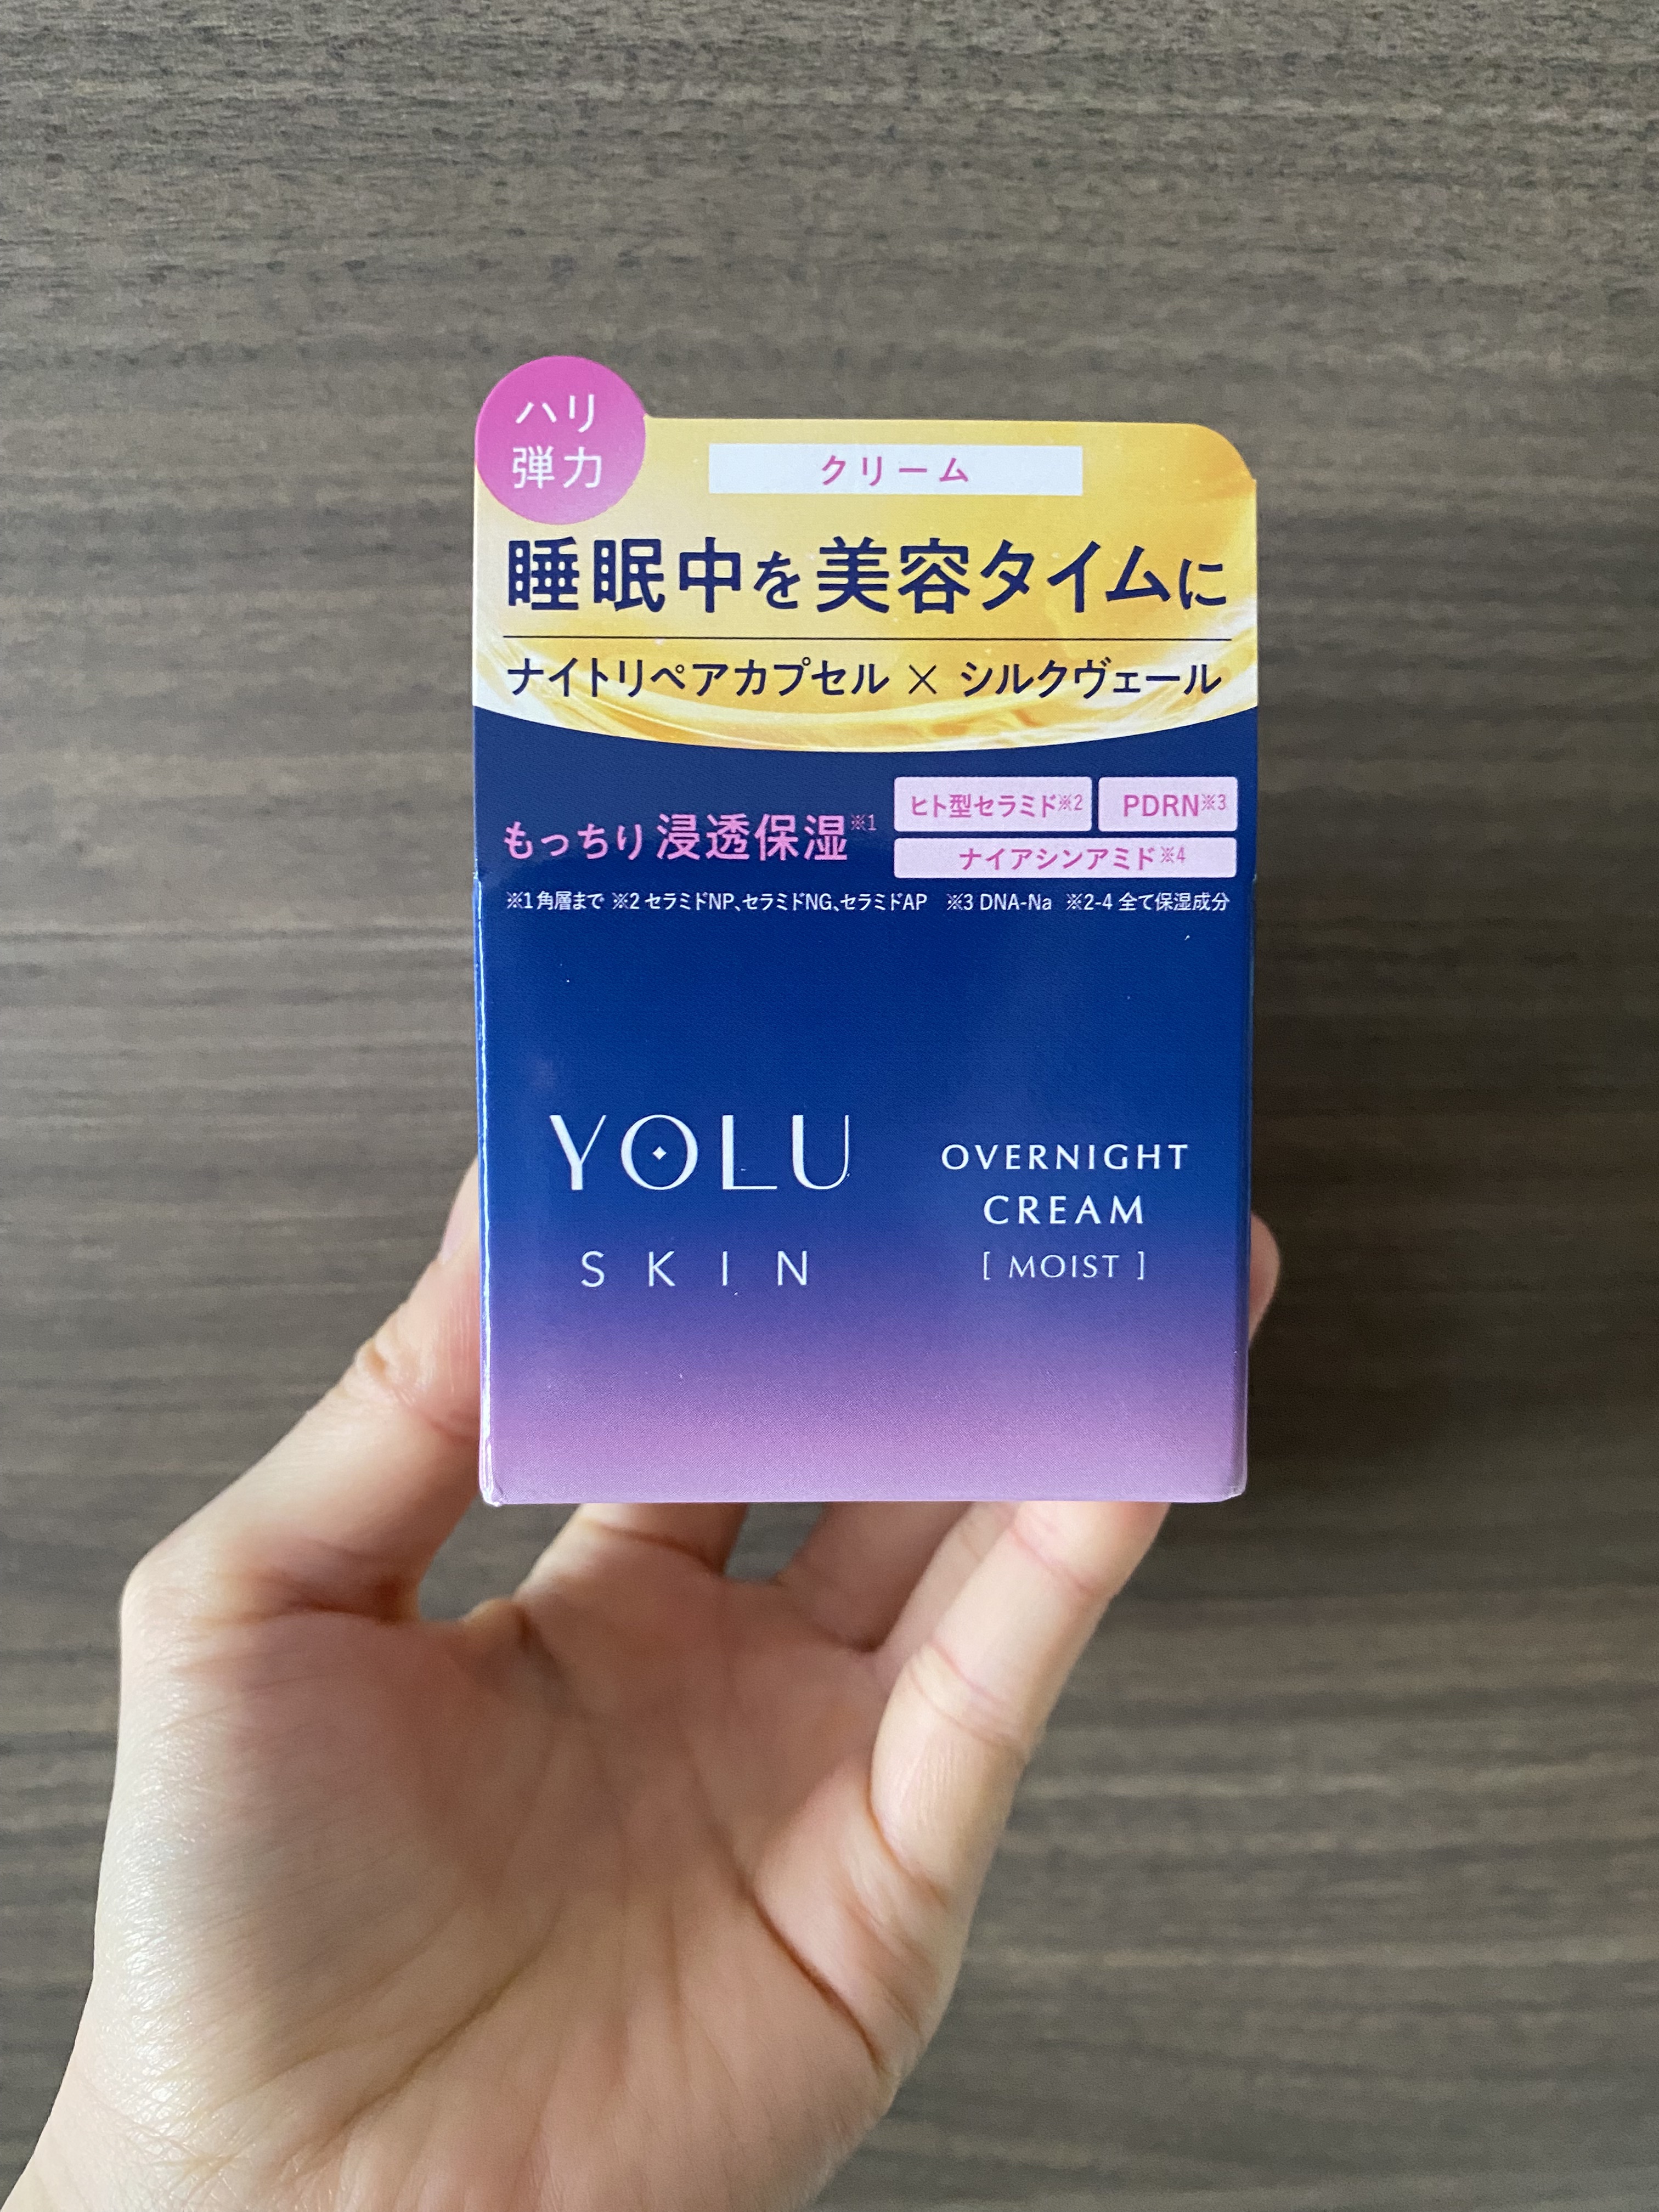 ハリ
弾力
クリーム
睡眠中を美容タイムに
ナイトリペアカプセル × シルクヴェール
もっちり浸透保湿※1
ヒト型セラミド※2
PDRN※3
ナイアシンアミド※4
※1 角層まで ※2 セラミドNP、セラミドNG、セラミドAP ※3 DNA-Na ※2-4 全て保湿成分
YOLU
SKIN
OVERNIGHT
CREAM
[ MOIST ]